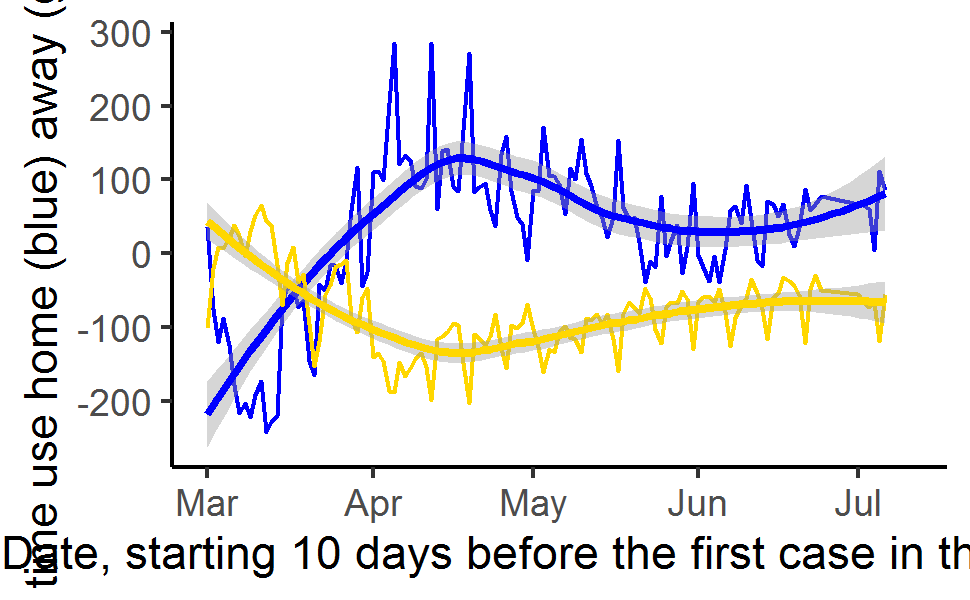 time use home (blue) away (
300
200
100
0
-100
-200
Mar Apr May Jun Jul
Date, starting 10 days before the first case in th